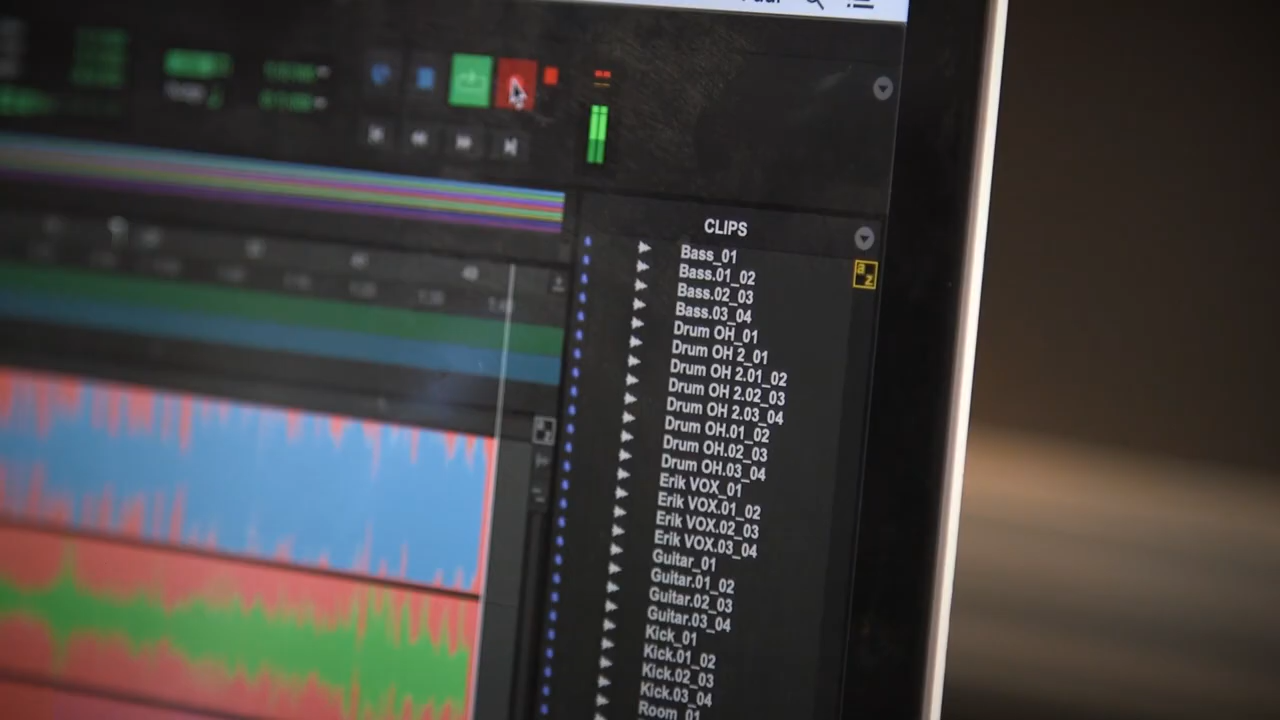 CLIPS
Bass_01
Bass.01_02
Bass.02_03
Bass.03_04
Drum OH_01
Drum OH 2_01
Drum OH 2.01_02
Drum OH 2.02_03
Drum OH 2.03_04
Drum OH.01_02
Drum OH.02_03
Drum OH.03_04
Erik VOX_01
Erik VOX.01_02
Erik VOX.02_03
Erik VOX.03_04
Guitar_01
Guitar.01_02
Guitar.02_03
Guitar.03_04
Kick_01
Kick.01_02
Kick.02_03
Kick.03_04
Room_01
a z